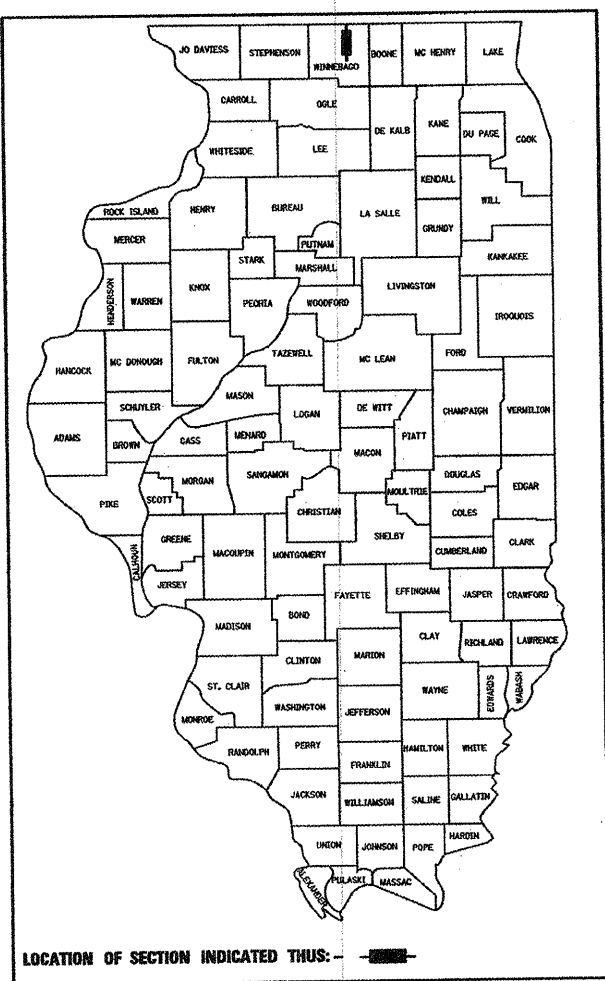 JO DAVIESS
STEPHENSON
WINNEBAGO
BOONE
MC HENRY
LAKE
CARROLL
OGLE
DE KALB
KANE
DU PAGE
COOK
WHITESIDE
LEE
KENDALL
WILL
ROCK ISLAND
HENRY
BUREAU
LA SALLE
GRUNDY
MERCER
PUTNAM
KANKAKEE
STARK
MARSHALL
HENDERSON
WARREN
KNOX
PEORIA
WOODFORD
LIVINGSTON
IROQUOIS
HANCOCK
MC DONOUGH
FULTON
TAZEWELL
MC LEAN
FORD
SCHUYLER
MASON
LOGAN
DE WITT
CHAMPAIGN
VERMILION
ADAMS
BROWN
CASS
MENARD
MACON
PIATT
PIKE
SCOTT
MORGAN
SANGAMON
CHRISTIAN
MOULTRIE
DOUGLAS
EDGAR
COLES
CALHOUN
GREENE
MACOUPIN
MONTGOMERY
SHELBY
CUMBERLAND
CLARK
JERSEY
FAYETTE
EFFINGHAM
JASPER
CRAWFORD
MADISON
BOND
CLAY
RICHLAND
LAWRENCE
CLINTON
MARION
ST. CLAIR
WAYNE
EDWARDS
WABASH
MONROE
WASHINGTON
JEFFERSON
RANDOLPH
PERRY
HAMILTON
WHITE
FRANKLIN
JACKSON
WILLIAMSON
SALINE
GALLATIN
UNION
JOHNSON
POPE
HARDIN
ALEXANDER
PULASKI
MASSAC
LOCATION OF SECTION INDICATED THUS:-